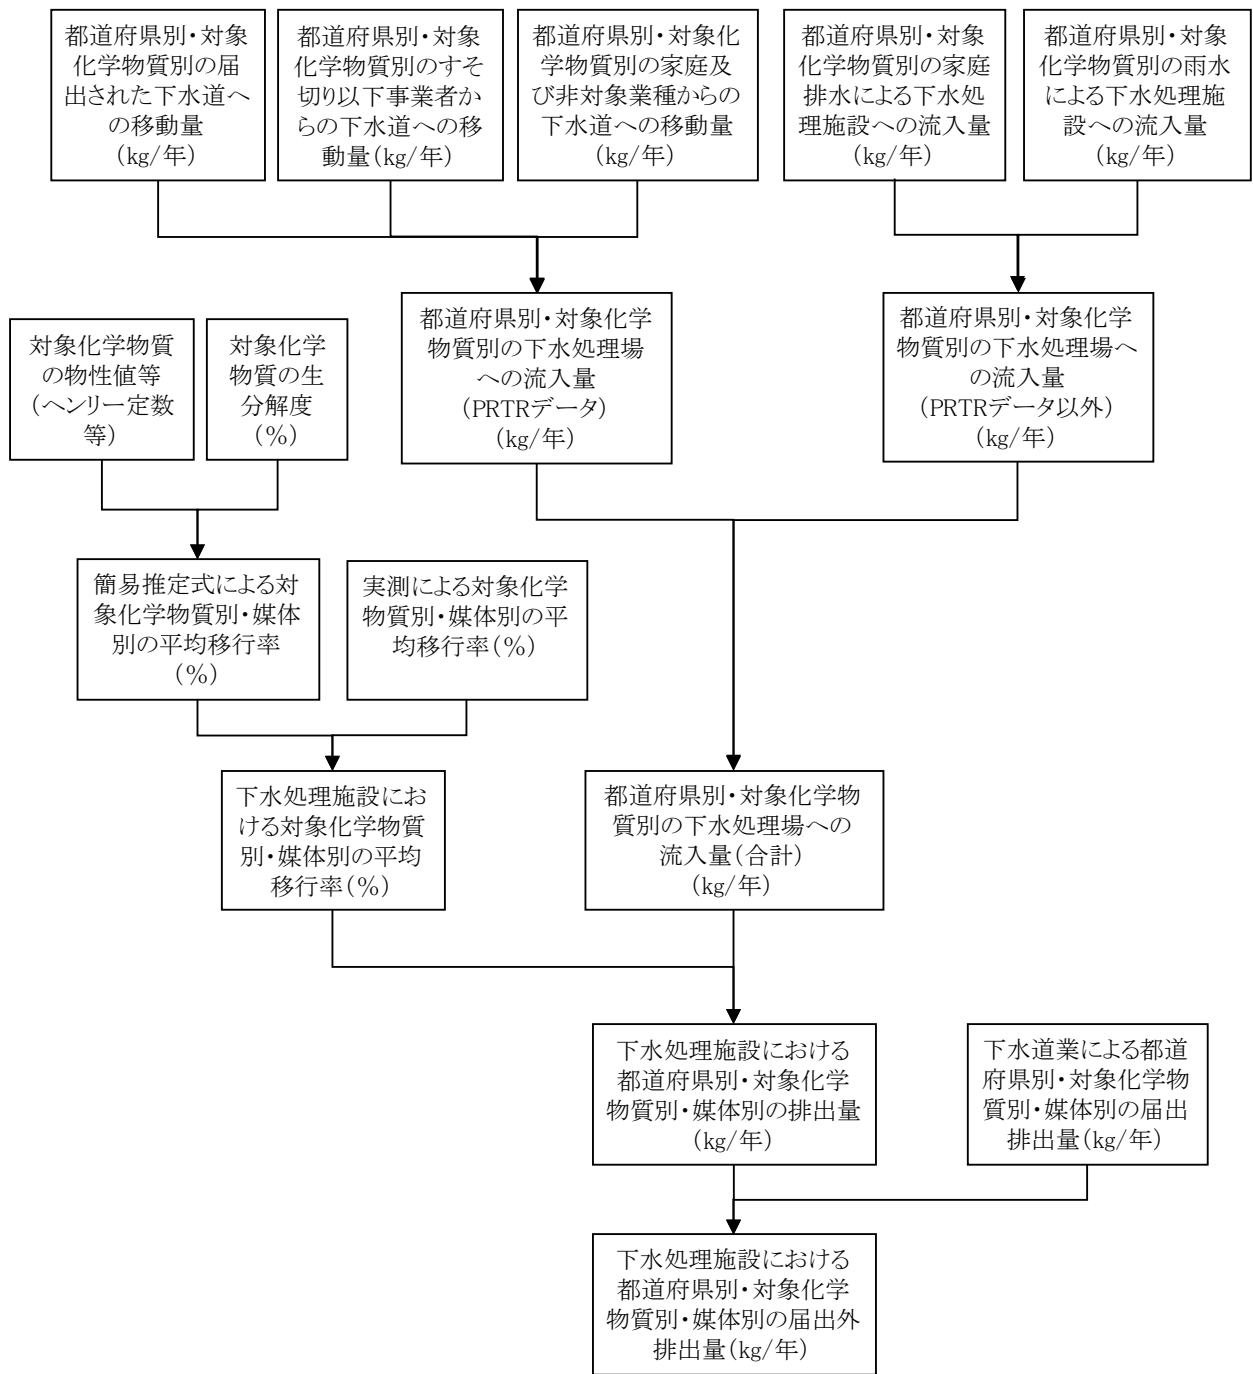 都道府県別・対象
化学物質別の届
出された下水道へ
の移動量
(kg/年)
都道府県別・対象
化学物質別のすそ
切り以下事業者か
らの下水道への移
動量(kg/年)
都道府県別・対象化
学物質別の家庭及
び非対象業種からの
下水道への移動量
(kg/年)
都道府県別・対象
化学物質別の家庭
排水による下水処
理施設への流入量
(kg/年)
都道府県別・対象
化学物質別の雨水
による下水処理施
設への流入量
(kg/年)
対象化学物質
の物性値等
(ヘンリー定数
等)
対象化学
物質の生
分解度
(%)
都道府県別・対象化学
物質別の下水処理場
への流入量
(PRTRデータ)
(kg/年)
都道府県別・対象化学
物質別の下水処理場へ
の流入量
(PRTRデータ以外)
(kg/年)
簡易推定式による対
象化学物質別・媒体
別の平均移行率
(%)
実測による対象化学
物質別・媒体別の平
均移行率(%)
下水処理施設にお
ける対象化学物質
別・媒体別の平均
移行率(%)
都道府県別・対象化学物
質別の下水処理場への
流入量(合計)
(kg/年)
下水処理施設における
都道府県別・対象化学
物質別・媒体別の排出量
(kg/年)
下水道業による都道
府県別・対象化学物
質別・媒体別の届出
排出量(kg/年)
下水処理施設における
都道府県別・対象化学
物質別・媒体別の届出外
排出量(kg/年)